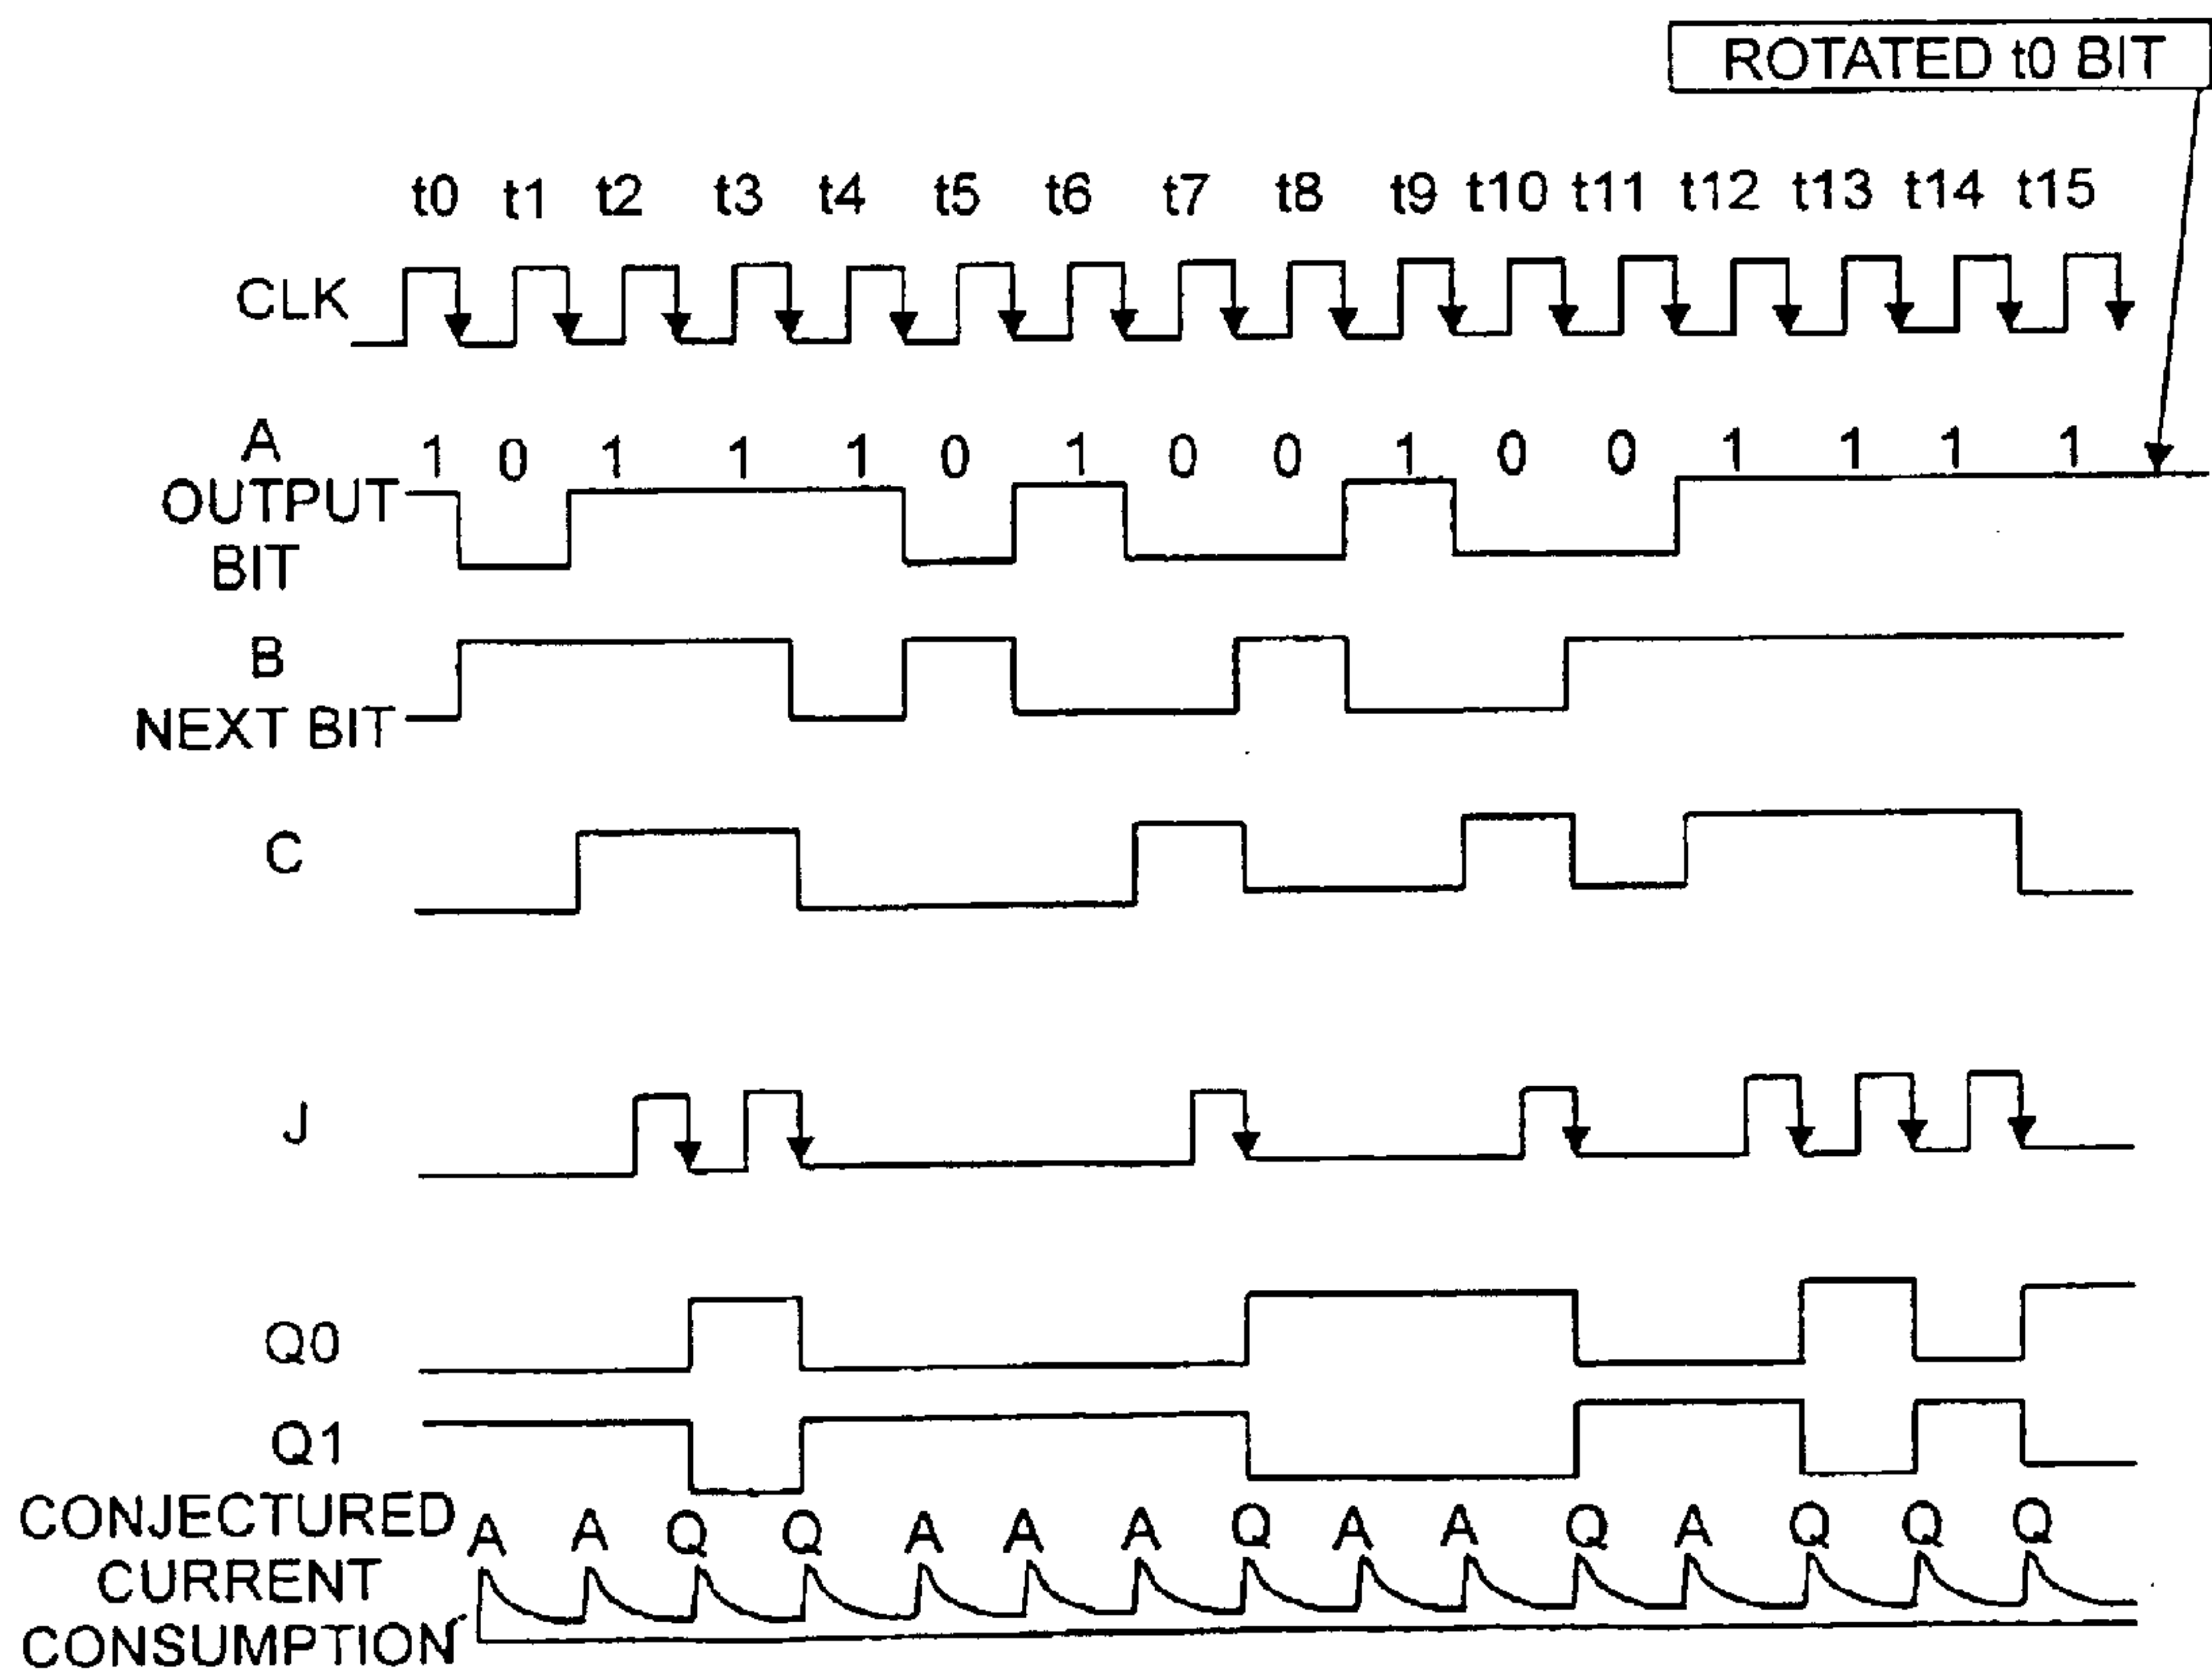 ROTATED t0 BIT
t0 t1 t2 t3 t4 t5 t6 t7 t8 t9 t10 t11 t12 t13 t14 t15
CLK
A
OUTPUT
BIT
1 0 1 1 1 0 1 0 0 1 0 0 1 1 1 1
B
NEXT BIT
C
J
Q0
Q1
CONJECTURED
CURRENT
CONSUMPTION
A A Q Q A A A Q A A Q A Q Q Q